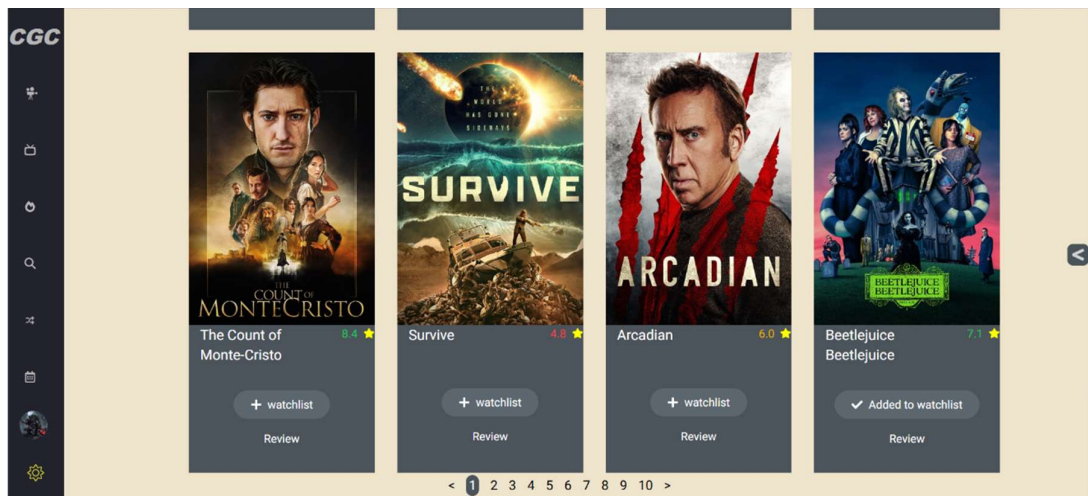 CGC
THE
WORLD
HAS GONE
SIDEWAYS
SURVIVE
ARCADIAN
THE
COUNT OF
MONTECRISTO
BEETLEJUICE
BEETLEJUICE
The Count of
Monte-Cristo
8.4
Survive
4.8
Arcadian
6.0
Beetlejuice
Beetlejuice
7.1
+ watchlist
+ watchlist
+ watchlist
Added to watchlist
Review
Review
Review
Review
< 1 2 3 4 5 6 7 8 9 10 >
<